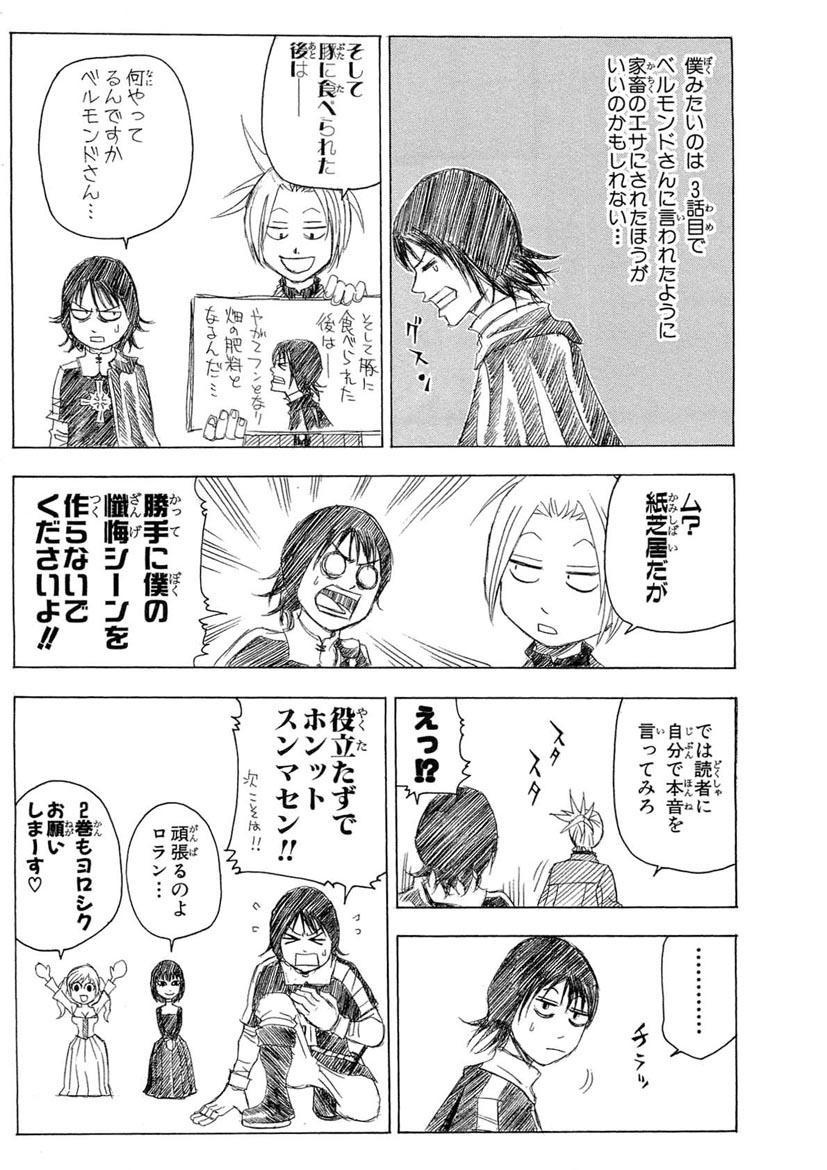 僕みたいのは 3話目で
ベルモンドさんに言われたように
家畜のエサにされたほうが
いいのかもしれない…
グスン
そして
豚に食べられた
後は――
そして豚に
食べられた
後は――
やがてフンとなり
畑の肥料と
なるんだ…
何やって
るんですか
ベルモンドさん…
ム?
紙芝居だが
勝手に僕の
懺悔シーンを
作らないで
くださいよ!!
では読者に
自分で本音を
言ってみろ
スタ
スタ
えっ!?
…………
チラッ
役立たずで
ホンット
スンマセン!!
次こそは!!
頑張るのよ
ロラン…
2巻もヨロシク
お願い
しまーす♡